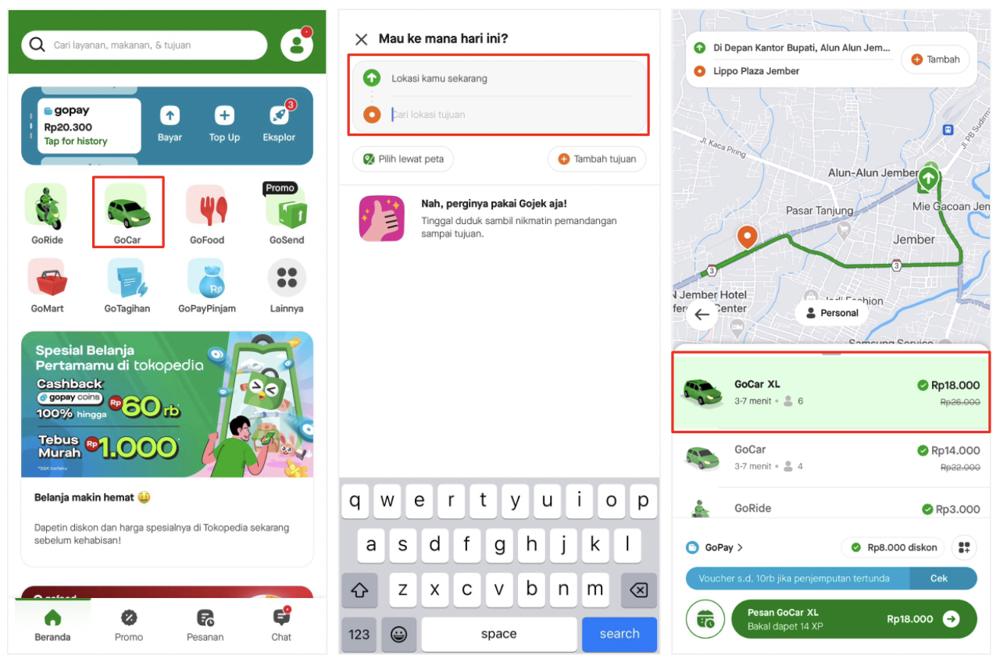 Cari layanan, makanan, & tujuan
gopay
Rp20.300
Tap for history
Bayar
Top Up
3
Eksplor
GoRide
GoCar
GoFood
Promo
GoSend
GoMart
GoTagihan
Rp
GoPayPinjam
Lainnya
Spesial Belanja
Pertamamu di tokopedia
Cashback
gopay coins
100% hingga
Rp 60 rb*
Tebus
Murah
Rp 1.000*
*S&K berlaku
Belanja makin hemat 🤑
Dapetin diskon dan harga spesialnya di Tokopedia sekarang
sebelum kehabisan!
Beranda
Promo
Pesanan
Chat
Mau ke mana hari ini?
Lokasi kamu sekarang
Cari lokasi tujuan
Pilih lewat peta
Tambah tujuan
Nah, perginya pakai Gojek aja!
Tinggal duduk sambil nikmatin pemandangan
sampai tujuan.
q w e r t y u i o p
a s d f g h j k l
z x c v b n m
123
space
search
Di Depan Kantor Bupati, Alun Alun Jem...
Lippo Plaza Jember
Tambah
Jl. Kaca Piring
Jl. PB Sudirm
Alun-Alun Jember
Pasar Tanjung
Mie Gacoan Jem
Jember
3
3
N Jember Hotel
Center
Personal
Jadi Fashion
Samsung Service
GoCar XL
Rp18.000
3-7 menit • 6
Rp26.000
GoCar
Rp14.000
3-7 menit • 4
Rp22.000
GoRide
Rp3.000
GoPay >
Rp8.000 diskon
Voucher s.d. 10rb jika penjemputan tertunda
Cek
Pesan GoCar XL
Bakal dapet 14 XP
Rp18.000